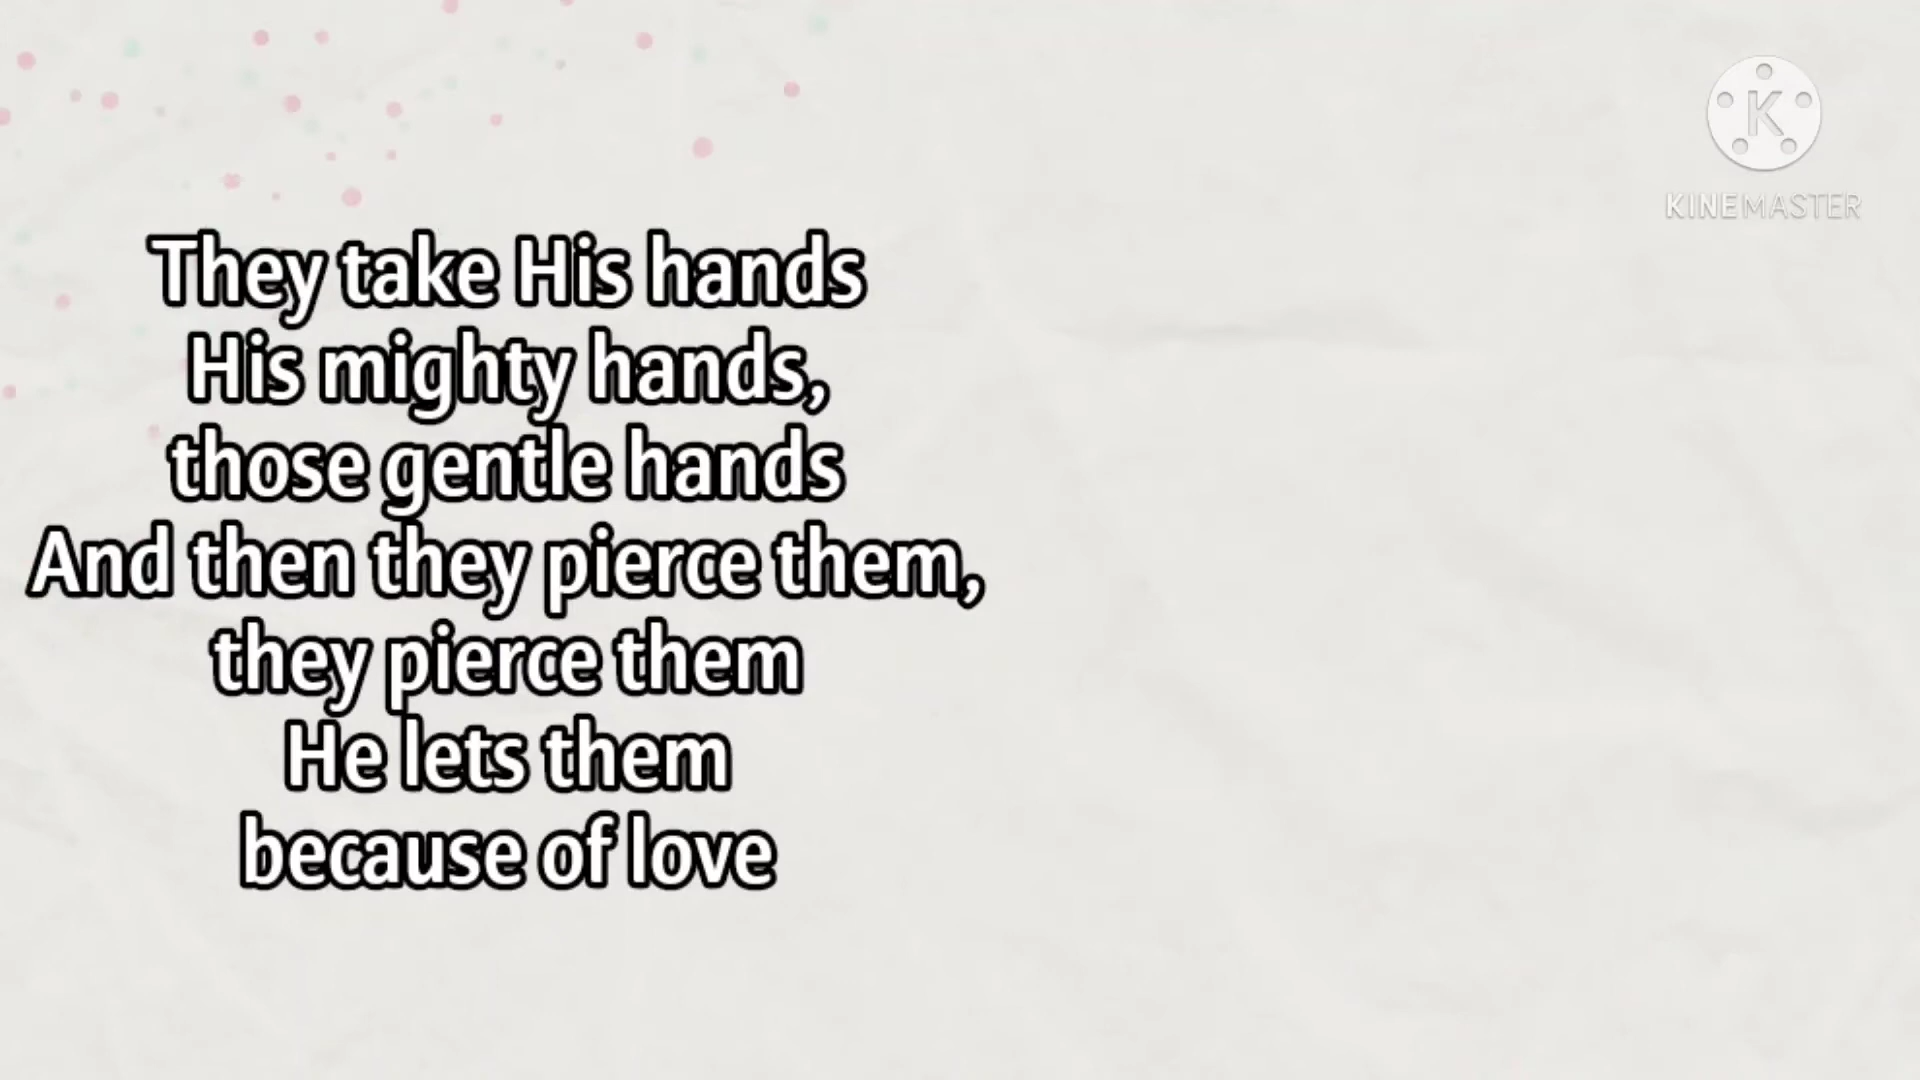 They take His hands
His mighty hands,
those gentle hands
And then they pierce them,
they pierce them
He lets them
because of love
K
KINEMASTER